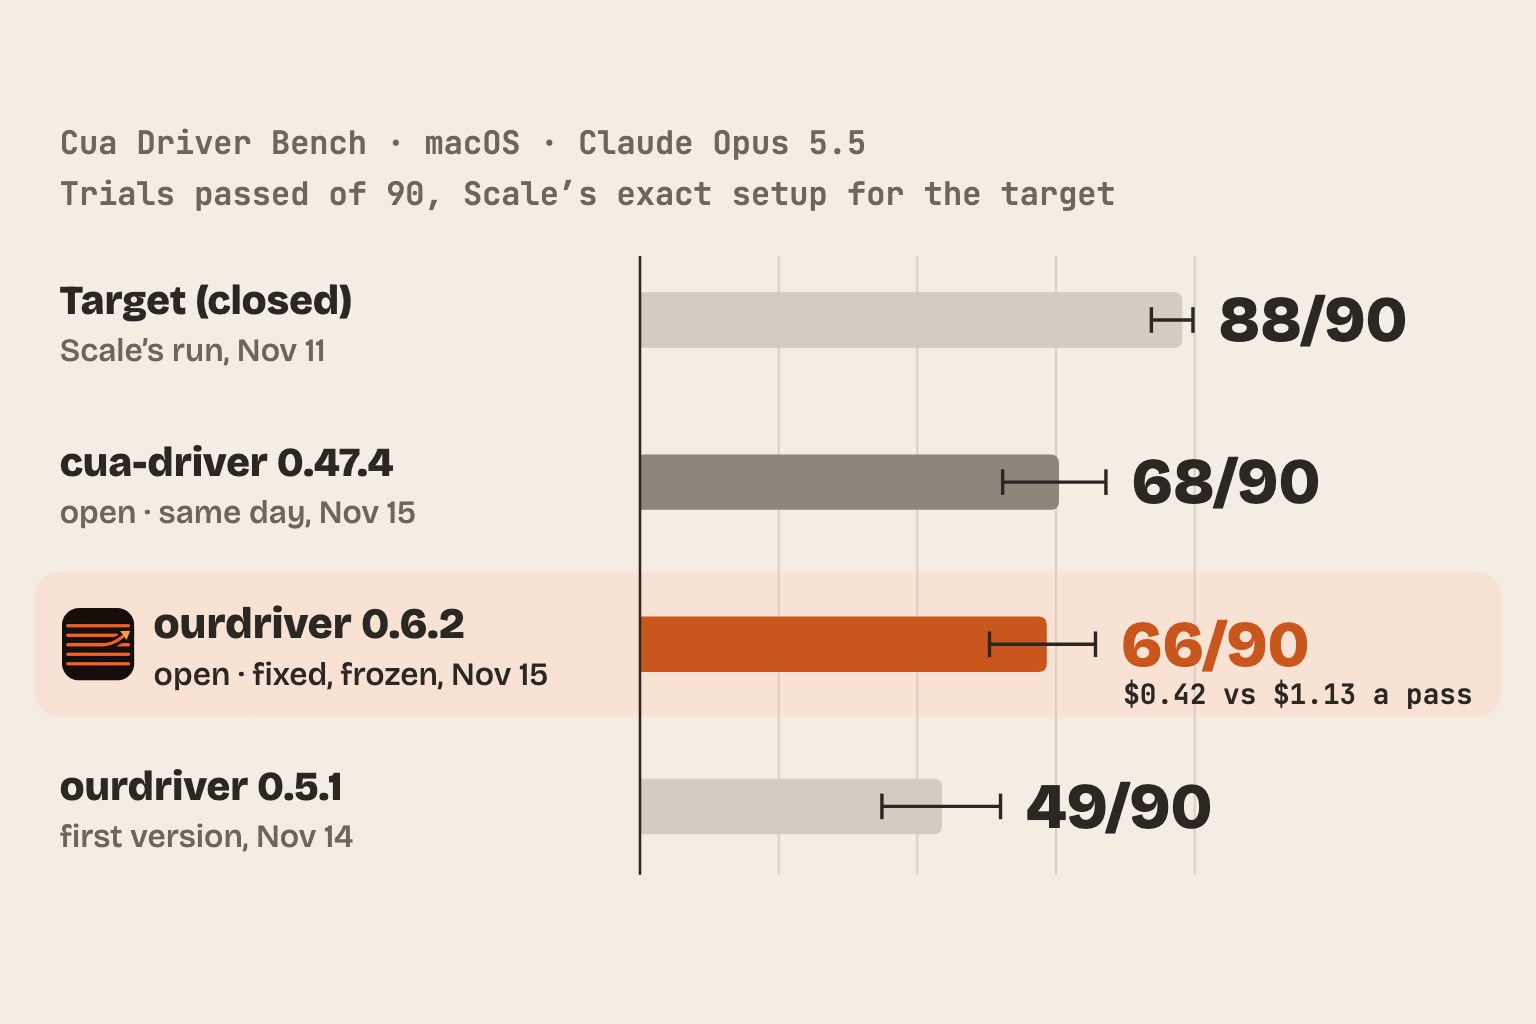 Cua Driver Bench · macOS · Claude Opus 5.5
Trials passed of 90, Scale’s exact setup for the target
Target (closed)
Scale’s run, Nov 11
88/90
cua-driver 0.47.4
open · same day, Nov 15
68/90
ourdriver 0.6.2
open · fixed, frozen, Nov 15
66/90
$0.42 vs $1.13 a pass
ourdriver 0.5.1
first version, Nov 14
49/90